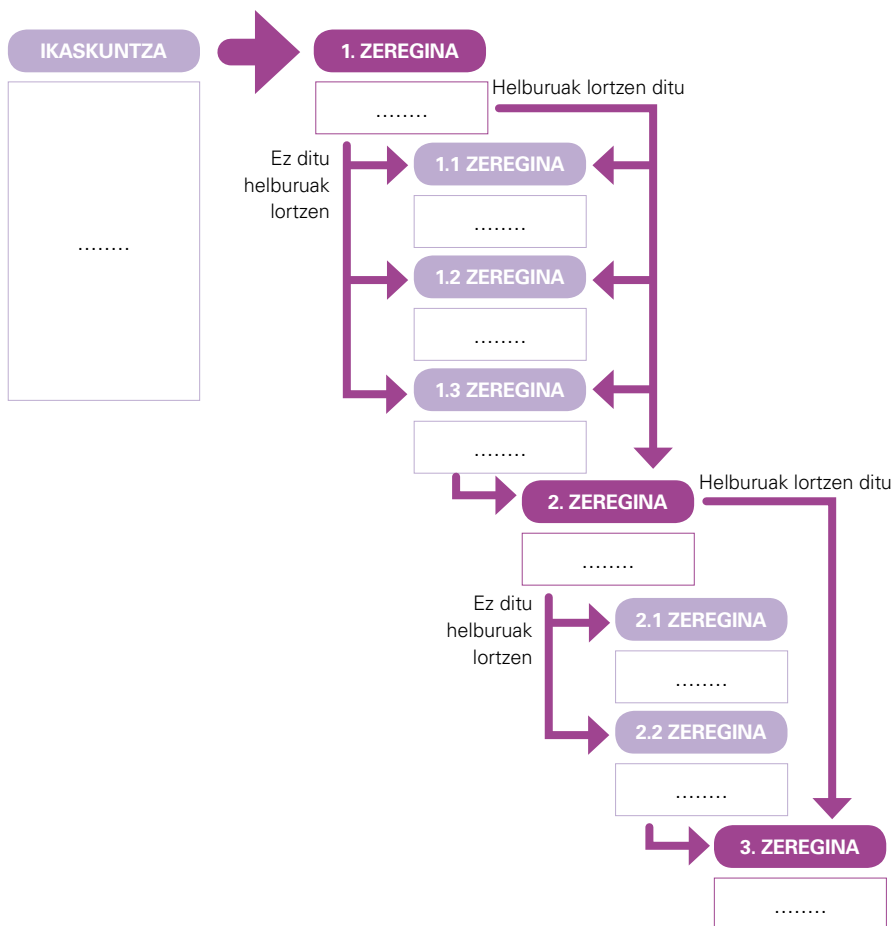 IKASKUNTZA
........
1. ZEREGINA
........
Helburuak lortzen ditu
Ez ditu
helburuak
lortzen
1.1 ZEREGINA
........
1.2 ZEREGINA
........
1.3 ZEREGINA
........
2. ZEREGINA
........
Helburuak lortzen ditu
Ez ditu
helburuak
lortzen
2.1 ZEREGINA
........
2.2 ZEREGINA
........
3. ZEREGINA
........